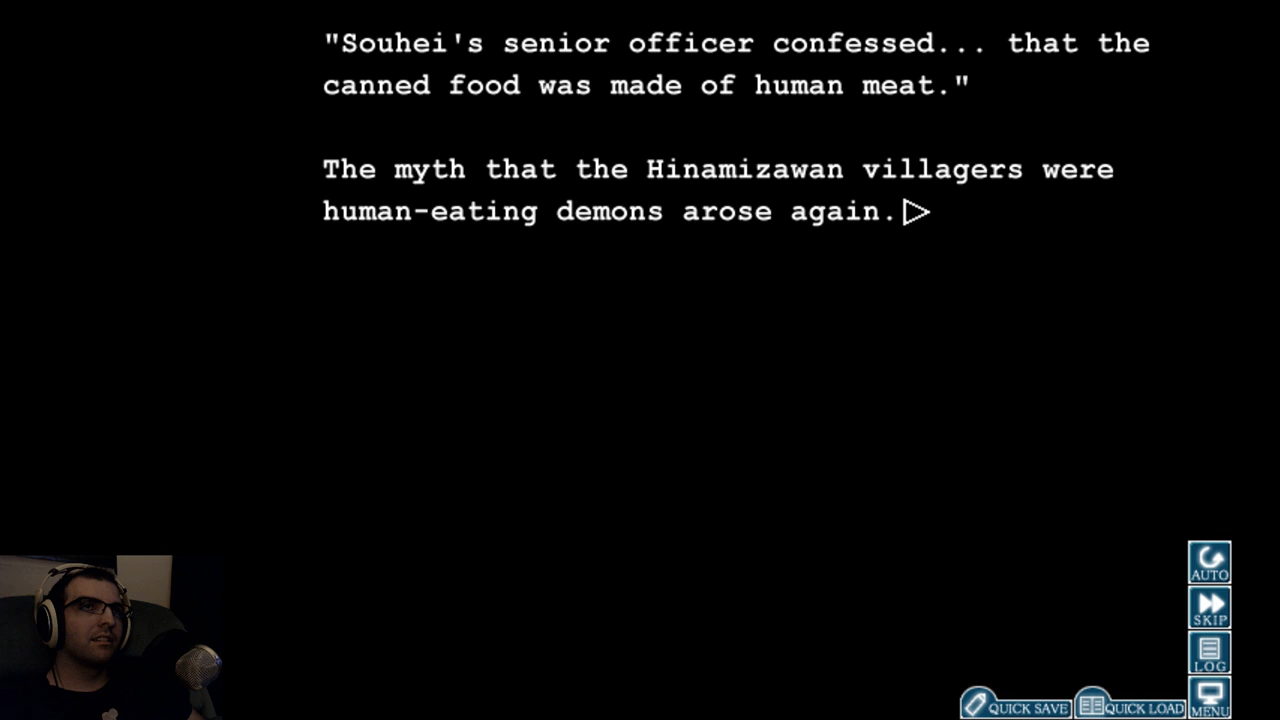 "Souhei's senior officer confessed... that the
canned food was made of human meat."
The myth that the Hinamizawan villagers were
human-eating demons arose again.
AUTO
SKIP
LOG
QUICK SAVE
QUICK LOAD
MENU